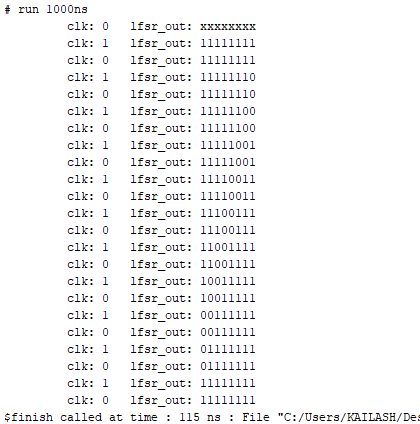 # run 1000ns
clk: 0 lfsr_out: xxxxxxxx
clk: 1 lfsr_out: 11111111
clk: 0 lfsr_out: 11111111
clk: 1 lfsr_out: 11111110
clk: 0 lfsr_out: 11111110
clk: 1 lfsr_out: 11111100
clk: 0 lfsr_out: 11111100
clk: 1 lfsr_out: 11111001
clk: 0 lfsr_out: 11111001
clk: 1 lfsr_out: 11110011
clk: 0 lfsr_out: 11110011
clk: 1 lfsr_out: 11100111
clk: 0 lfsr_out: 11100111
clk: 1 lfsr_out: 11001111
clk: 0 lfsr_out: 11001111
clk: 1 lfsr_out: 10011111
clk: 0 lfsr_out: 10011111
clk: 1 lfsr_out: 00111111
clk: 0 lfsr_out: 00111111
clk: 1 lfsr_out: 01111111
clk: 0 lfsr_out: 01111111
clk: 1 lfsr_out: 11111111
clk: 0 lfsr_out: 11111111
$finish called at time : 115 ns : File "C:/Users/KAILASH/Des